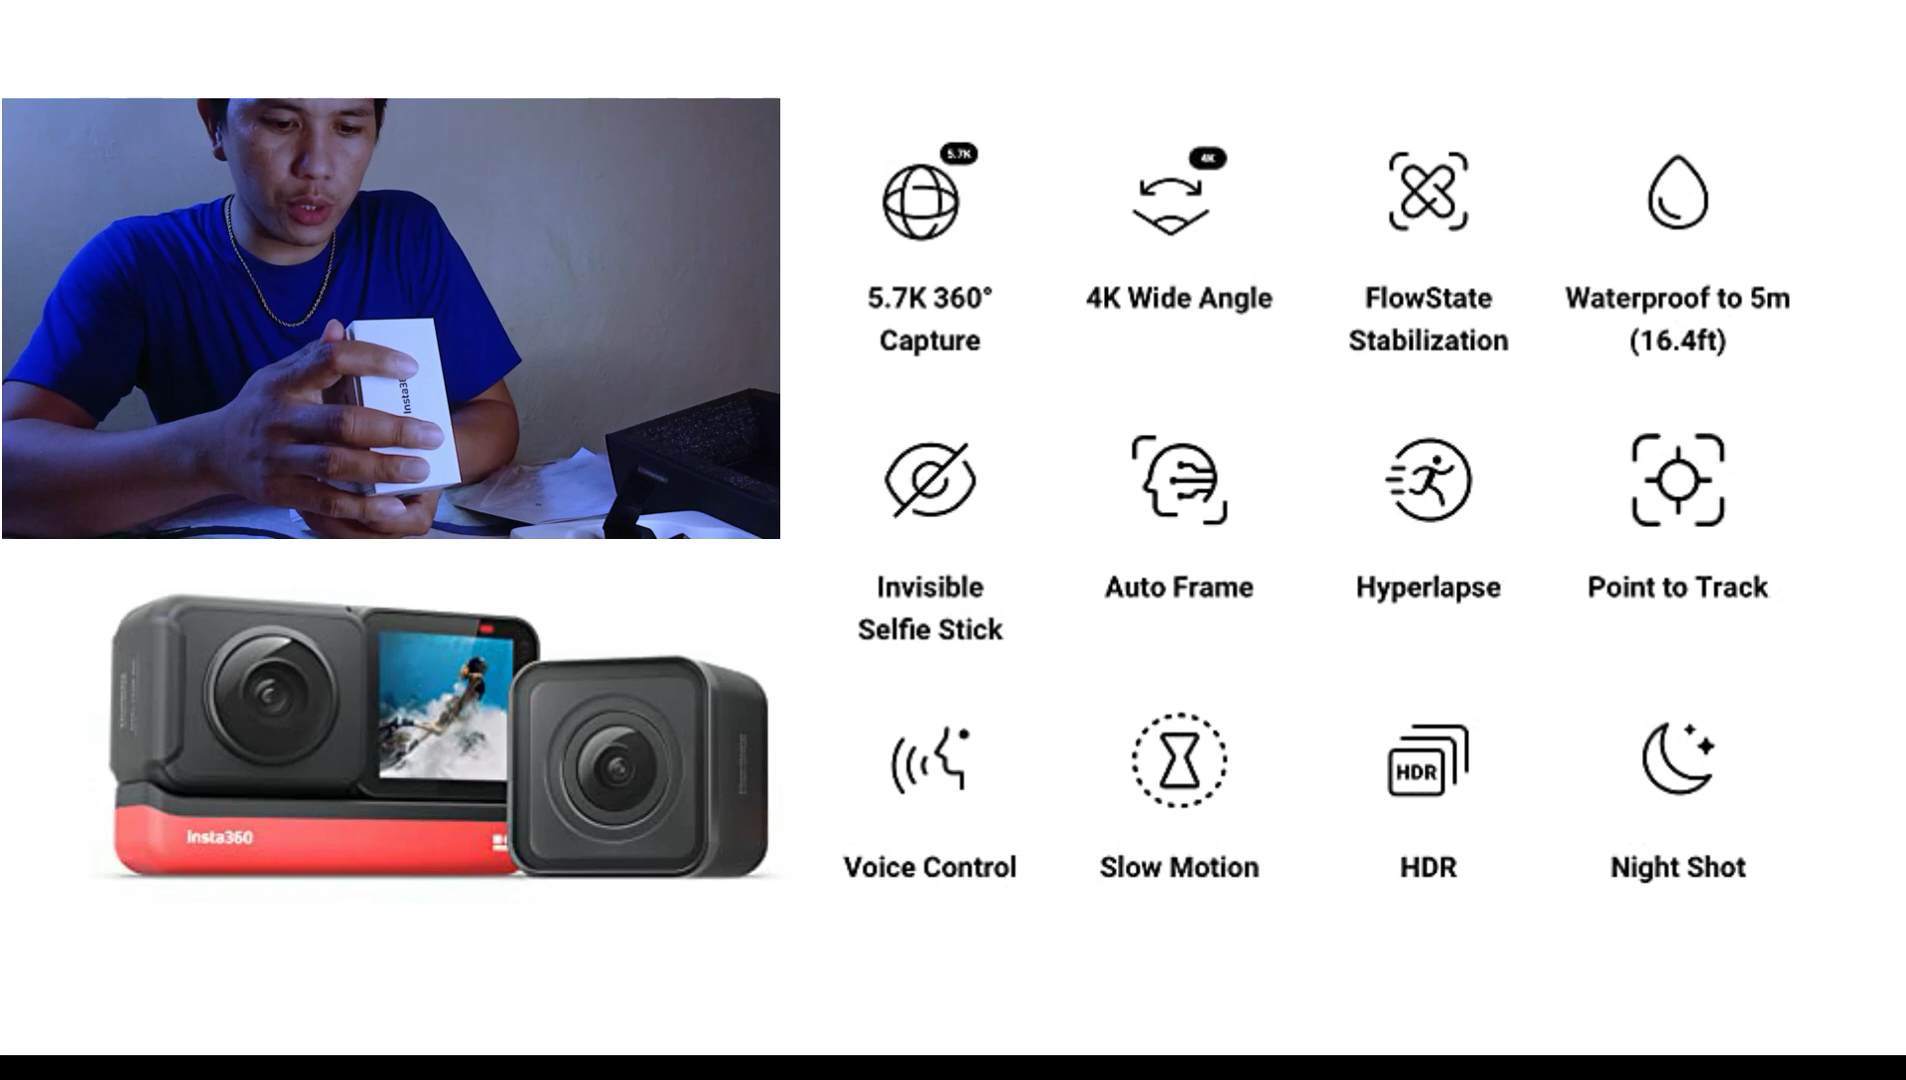 Insta36
5.7K
5.7K 360°
Capture
4K
4K Wide Angle
FlowState
Stabilization
Waterproof to 5m
(16.4ft)
Invisible
Selfie Stick
Auto Frame
Hyperlapse
Point to Track
Insta360
Voice Control
Slow Motion
HDR
HDR
Night Shot